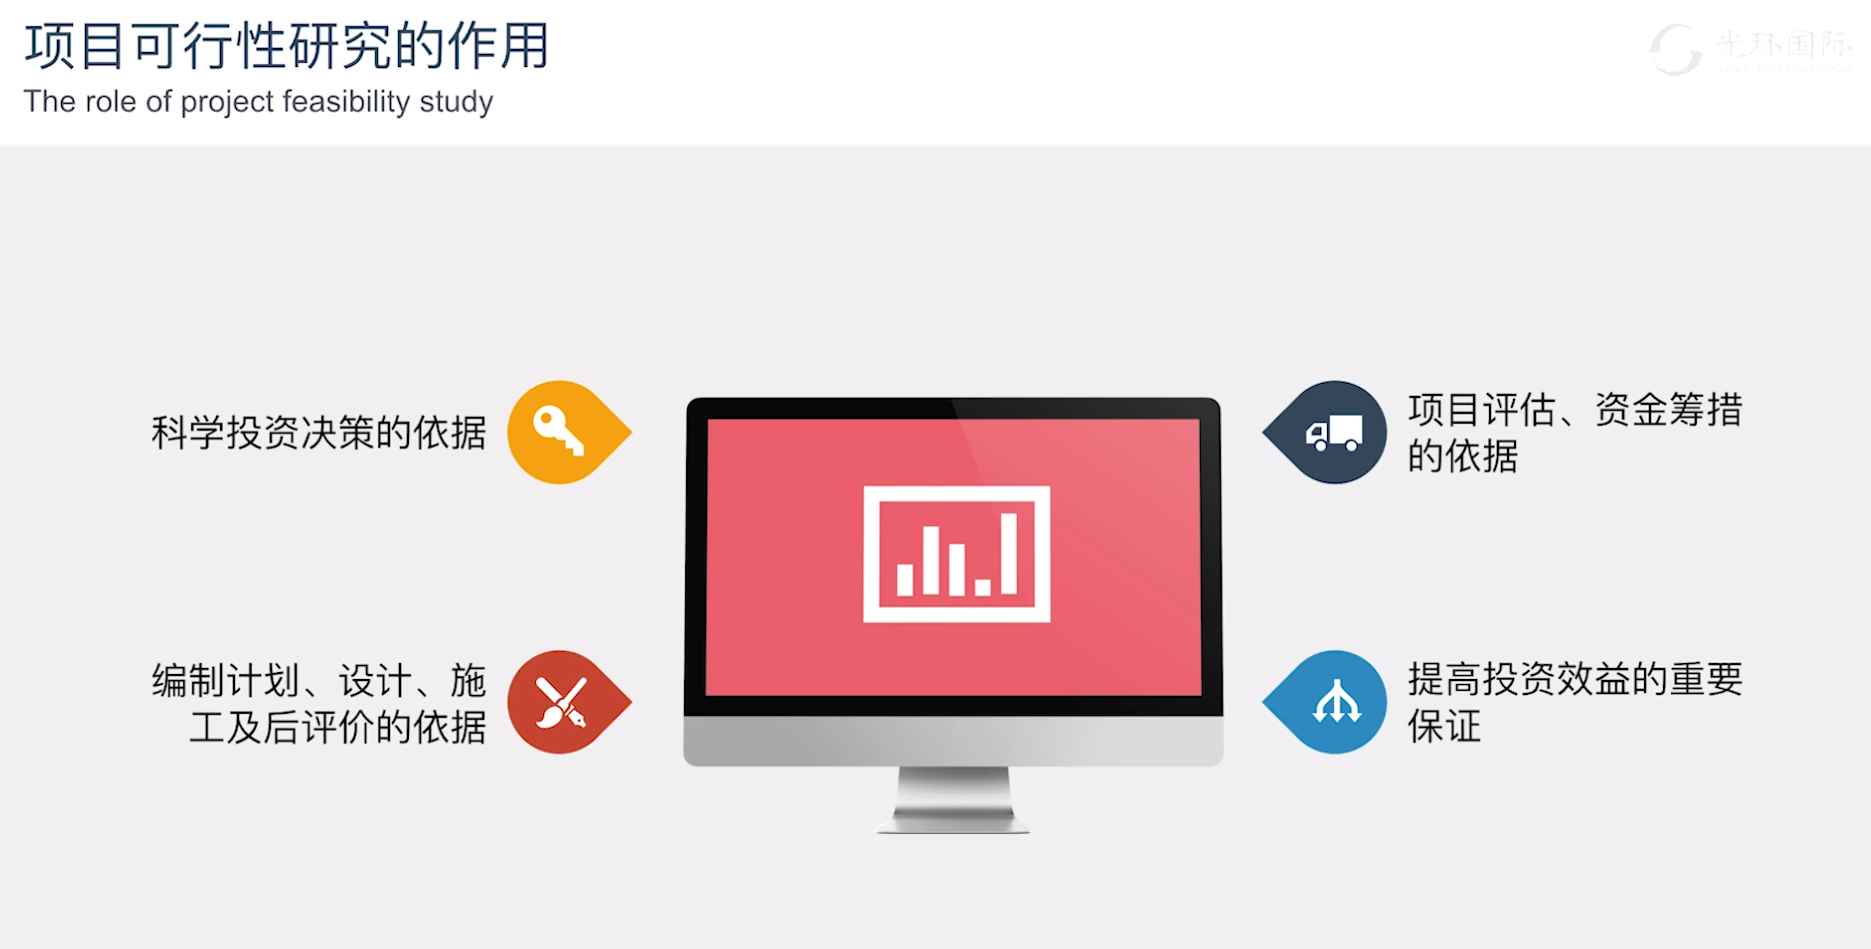 项目可行性研究的作用
The role of project feasibility study
光环国际
AURA INTERNATIONAL
科学投资决策的依据
项目评估、资金筹措
的依据
编制计划、设计、施
工及后评价的依据
提高投资效益的重要
保证